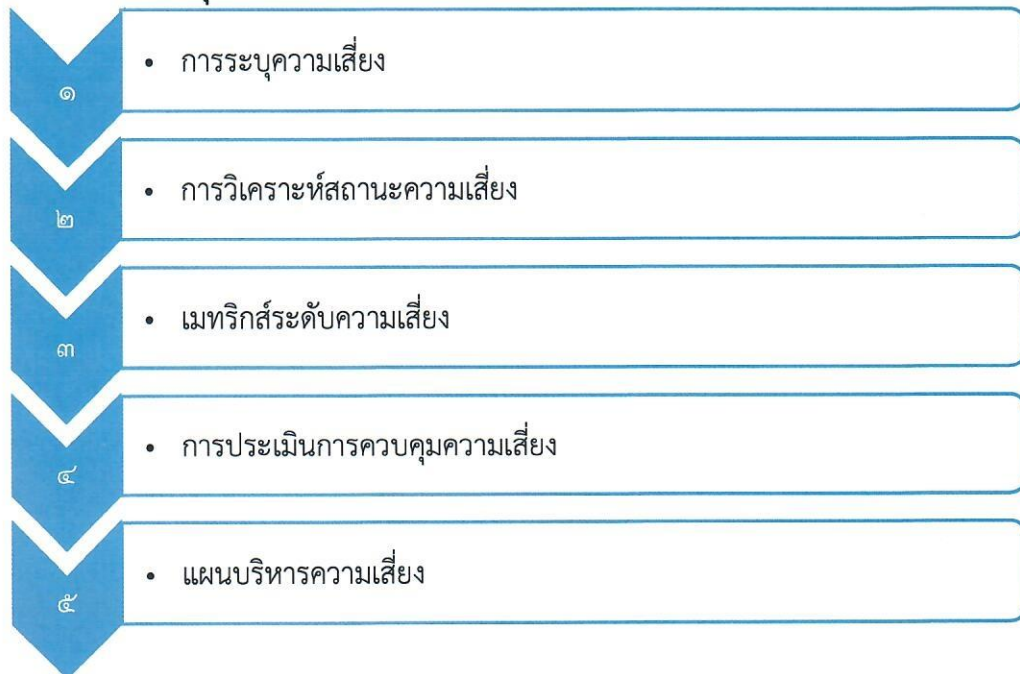 ๑
• การระบุความเสี่ยง
๒
• การวิเคราะห์สถานะความเสี่ยง
๓
• เมทริกส์ระดับความเสี่ยง
๔
• การประเมินการควบคุมความเสี่ยง
๕
• แผนบริหารความเสี่ยง